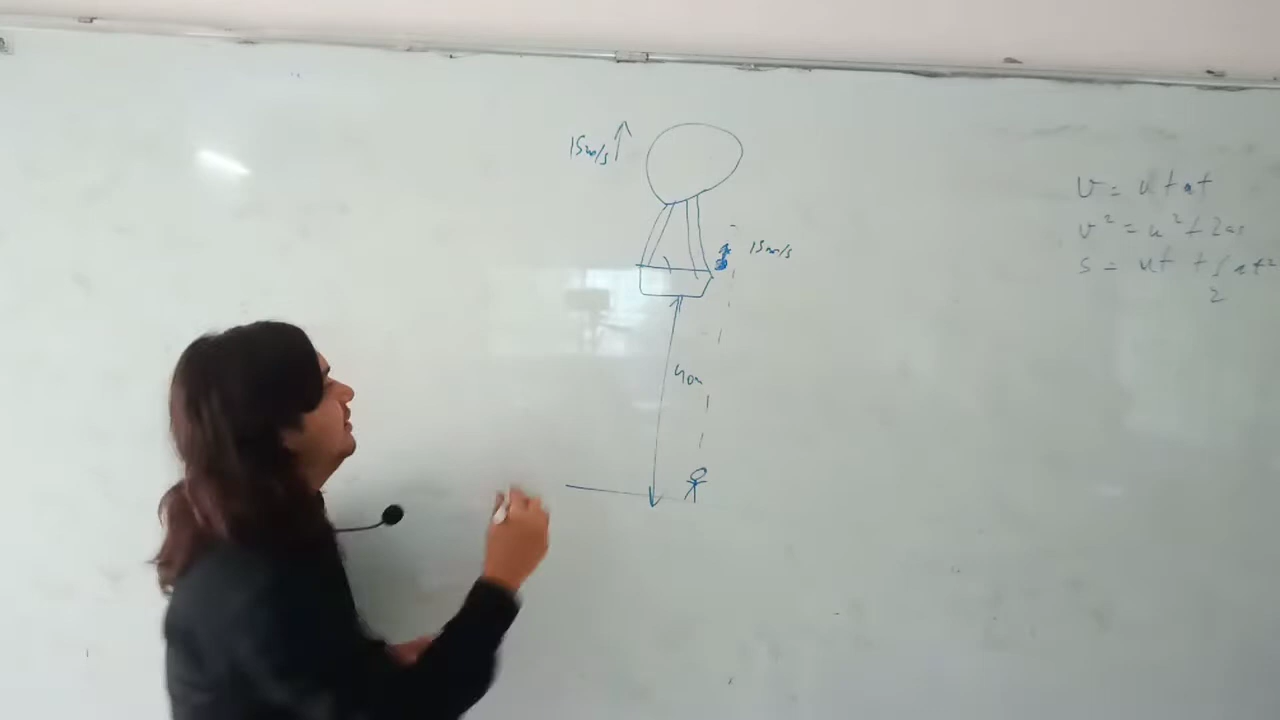 15m/s
15m/s
40m
v = u + at
v² = u² + 2as
s = ut + 1/2 at²